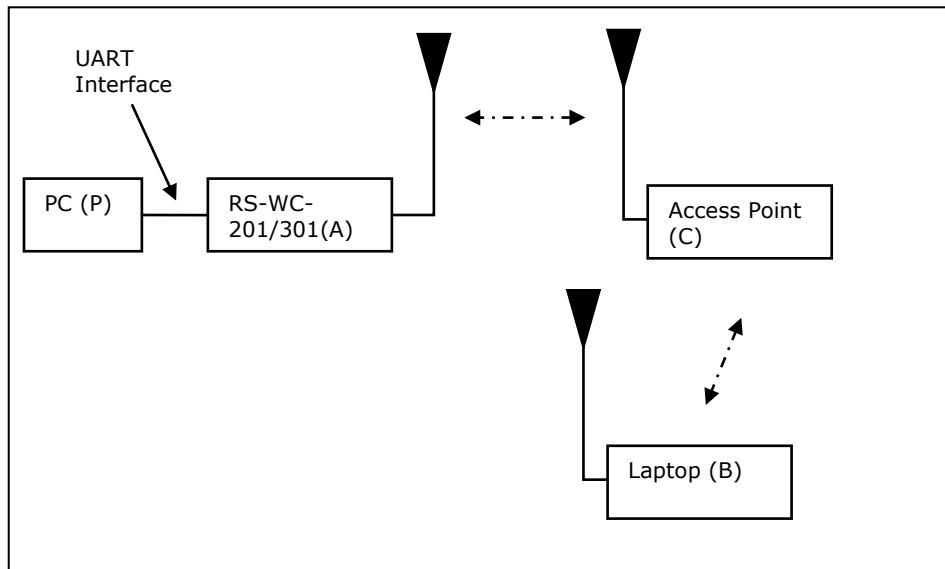 UART
Interface
PC (P)
RS-WC-
201/301(A)
Access Point
(C)
Laptop (B)